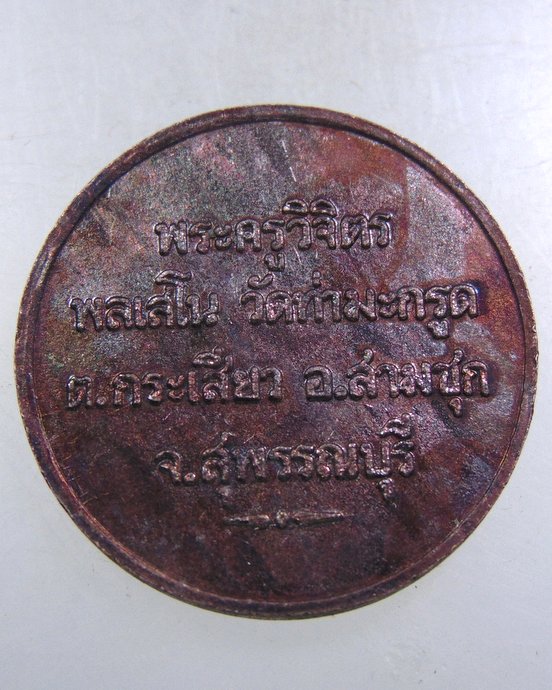 พระครูวิจิตร
พลเสโน วัดท่ามะกรูด
ต.กระเสียว อ.สามชุก
จ.สุพรรณบุรี